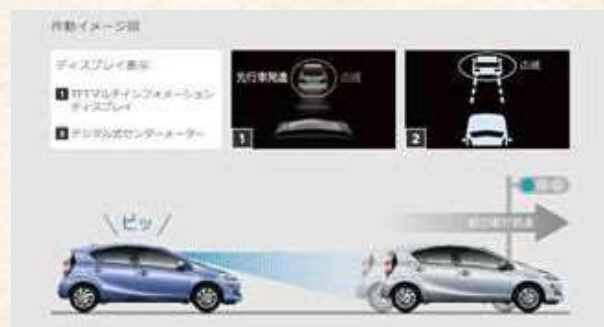 作動イメージ図
ディスプレイ表示
1 TFTマルチインフォメーション
ディスプレイ
2 デジタル式センターメーター
先行車発進
点滅
1
点滅
2
ピッ